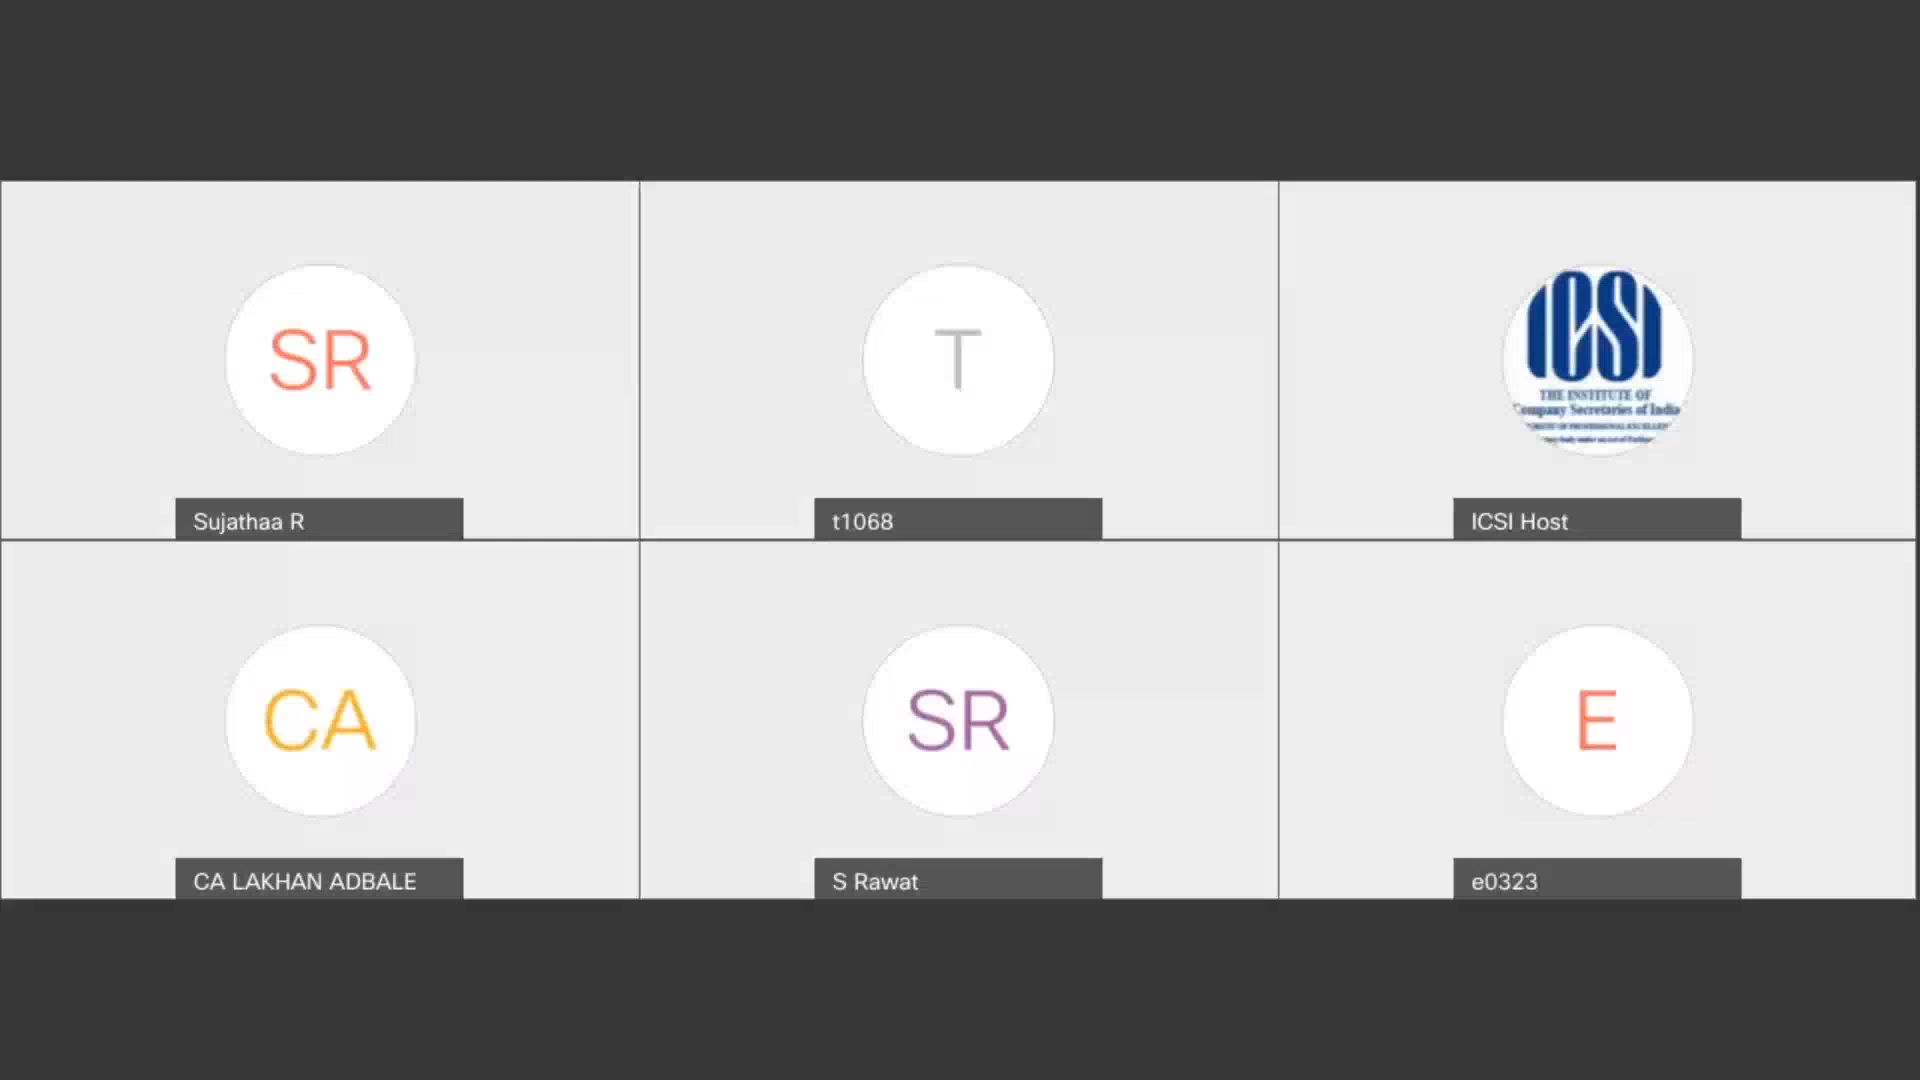 SR
T
ICSI
THE INSTITUTE OF
Company Secretaries of India
Sujathaa R
t1068
ICSI Host
CA
SR
E
CA LAKHAN ADBALE
S Rawat
e0323